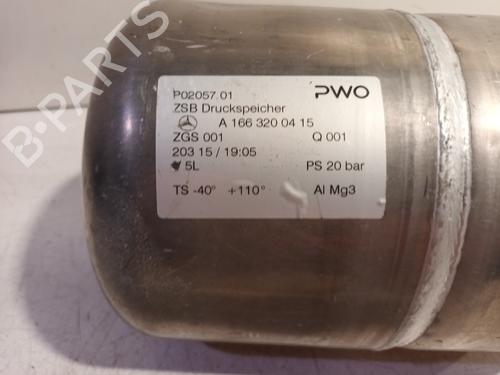 P02057.01
PWO
ZSB Druckspeicher
A 166 320 04 15
ZGS 001 Q 001
203 15 / 19:05
5L PS 20 bar
TS -40° +110° Al Mg3
B-PARTS